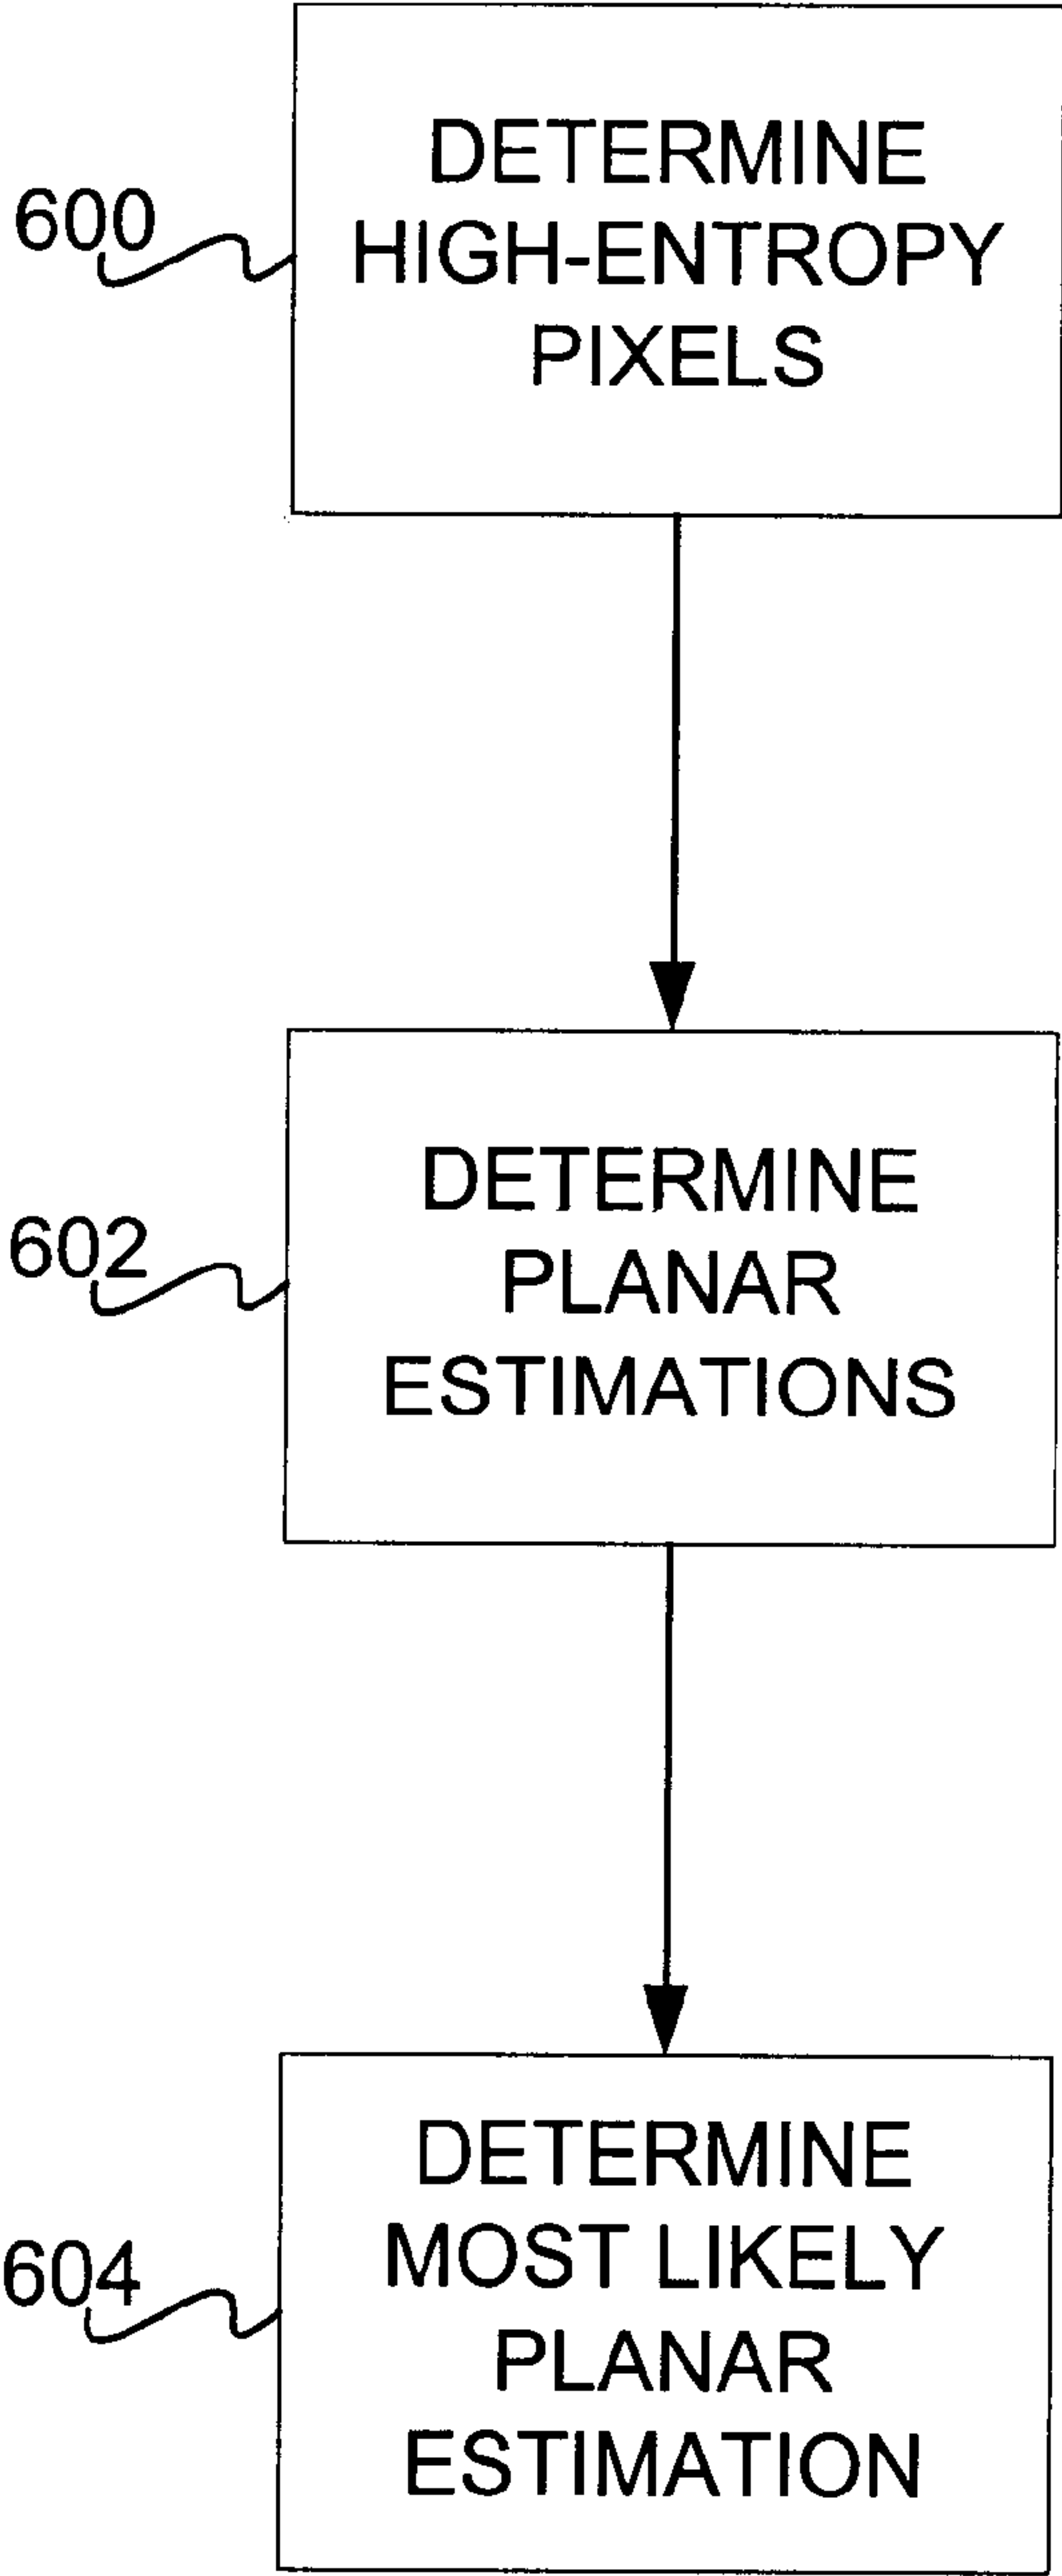 600
DETERMINE
HIGH-ENTROPY
PIXELS
602
DETERMINE
PLANAR
ESTIMATIONS
604
DETERMINE
MOST LIKELY
PLANAR
ESTIMATION